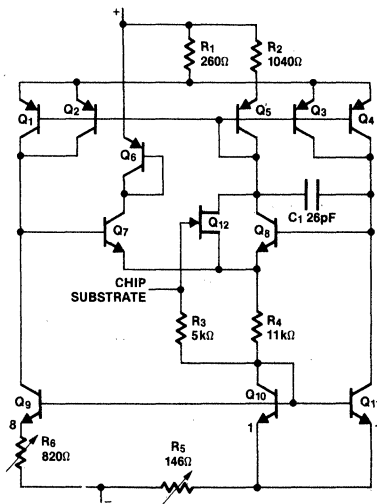 +
R1
260Ω
R2
1040Ω
Q1
Q2
Q5
Q3
Q4
Q6
Q7
Q12
Q8
C1 26pF
CHIP
SUBSTRATE
R3
5kΩ
R4
11kΩ
Q9
Q10
Q11
8
1
1
R6
820Ω
R5
146Ω
−